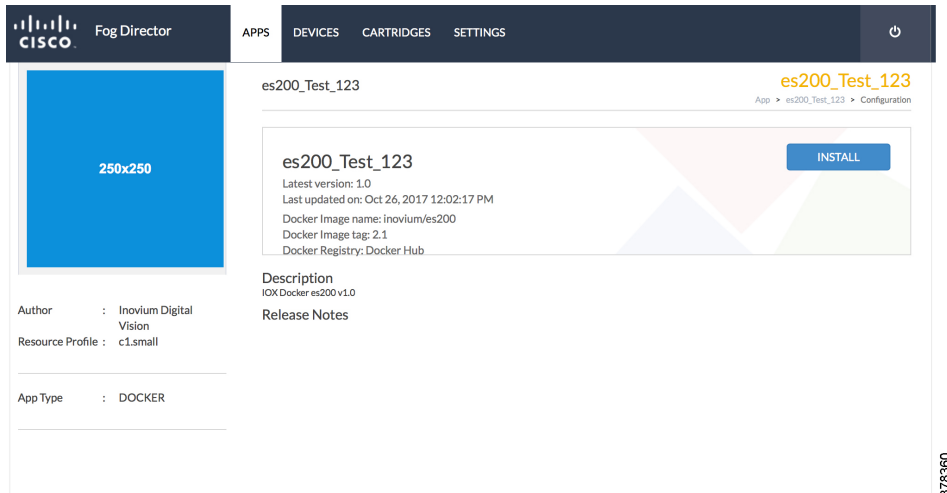 CISCO
Fog Director
APPS
DEVICES
CARTRIDGES
SETTINGS
250x250
Author : Inovium Digital
Vision
Resource Profile : c1.small
App Type : DOCKER
es200_Test_123
es200_Test_123
App > es200_Test_123 > Configuration
es200_Test_123
INSTALL
Latest version: 1.0
Last updated on: Oct 26, 2017 12:02:17 PM
Docker Image name: inovium/es200
Docker Image tag: 2.1
Docker Registry: Docker Hub
Description
IOX Docker es200 v1.0
Release Notes